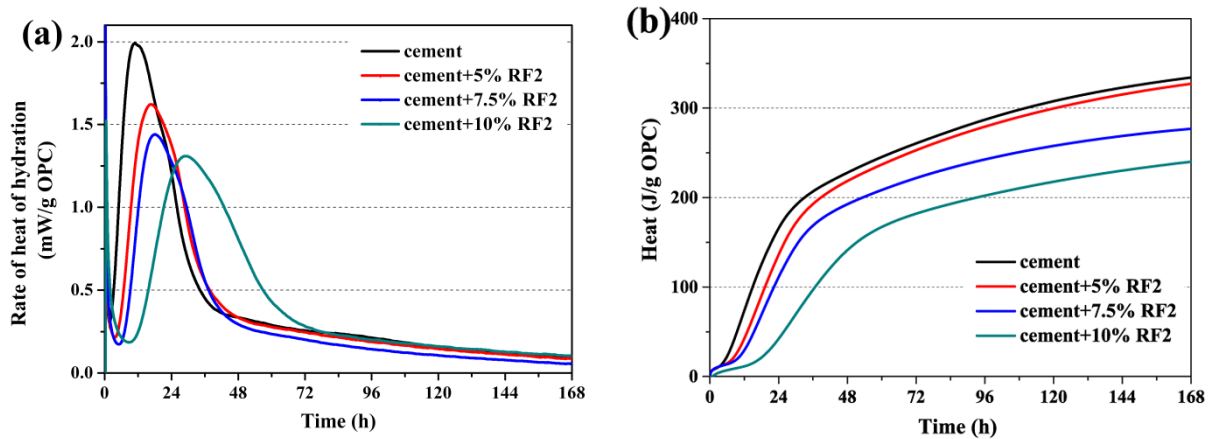 (a)
Rate of heat of hydration
(mW/g OPC)
2.0
1.5
1.0
0.5
0.0
cement
cement+5% RF2
cement+7.5% RF2
cement+10% RF2
0 24 48 72 96 120 144 168
Time (h)
(b)
Heat (J/g OPC)
400
300
200
100
0
cement
cement+5% RF2
cement+7.5% RF2
cement+10% RF2
0 24 48 72 96 120 144 168
Time (h)